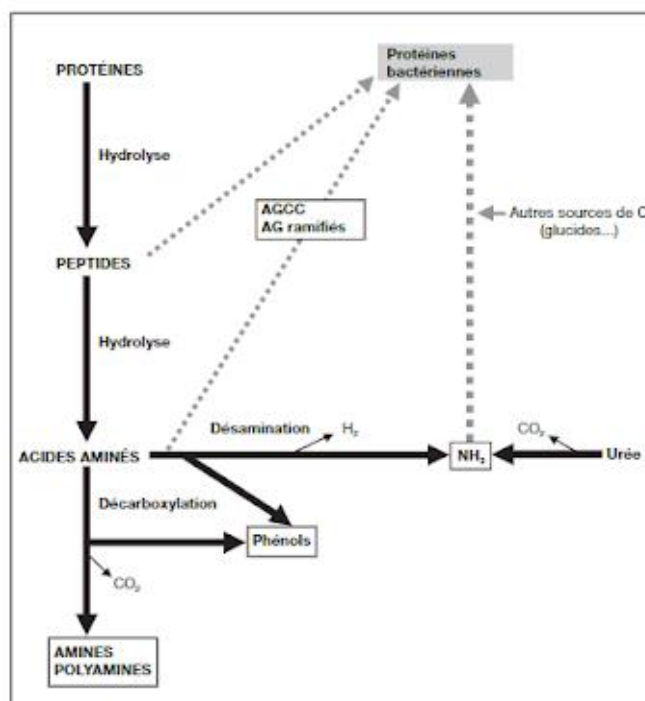 PROTÉINES
Protéines
bactériennes
Hydrolyse
AGCC
AG ramifiés
Autres sources de C
(glucides...)
PEPTIDES
Hydrolyse
Désamination
H₂
CO₂
ACIDES AMINÉS
NH₃
Urée
Décarboxylation
Phénols
CO₂
AMINES
POLYAMINES